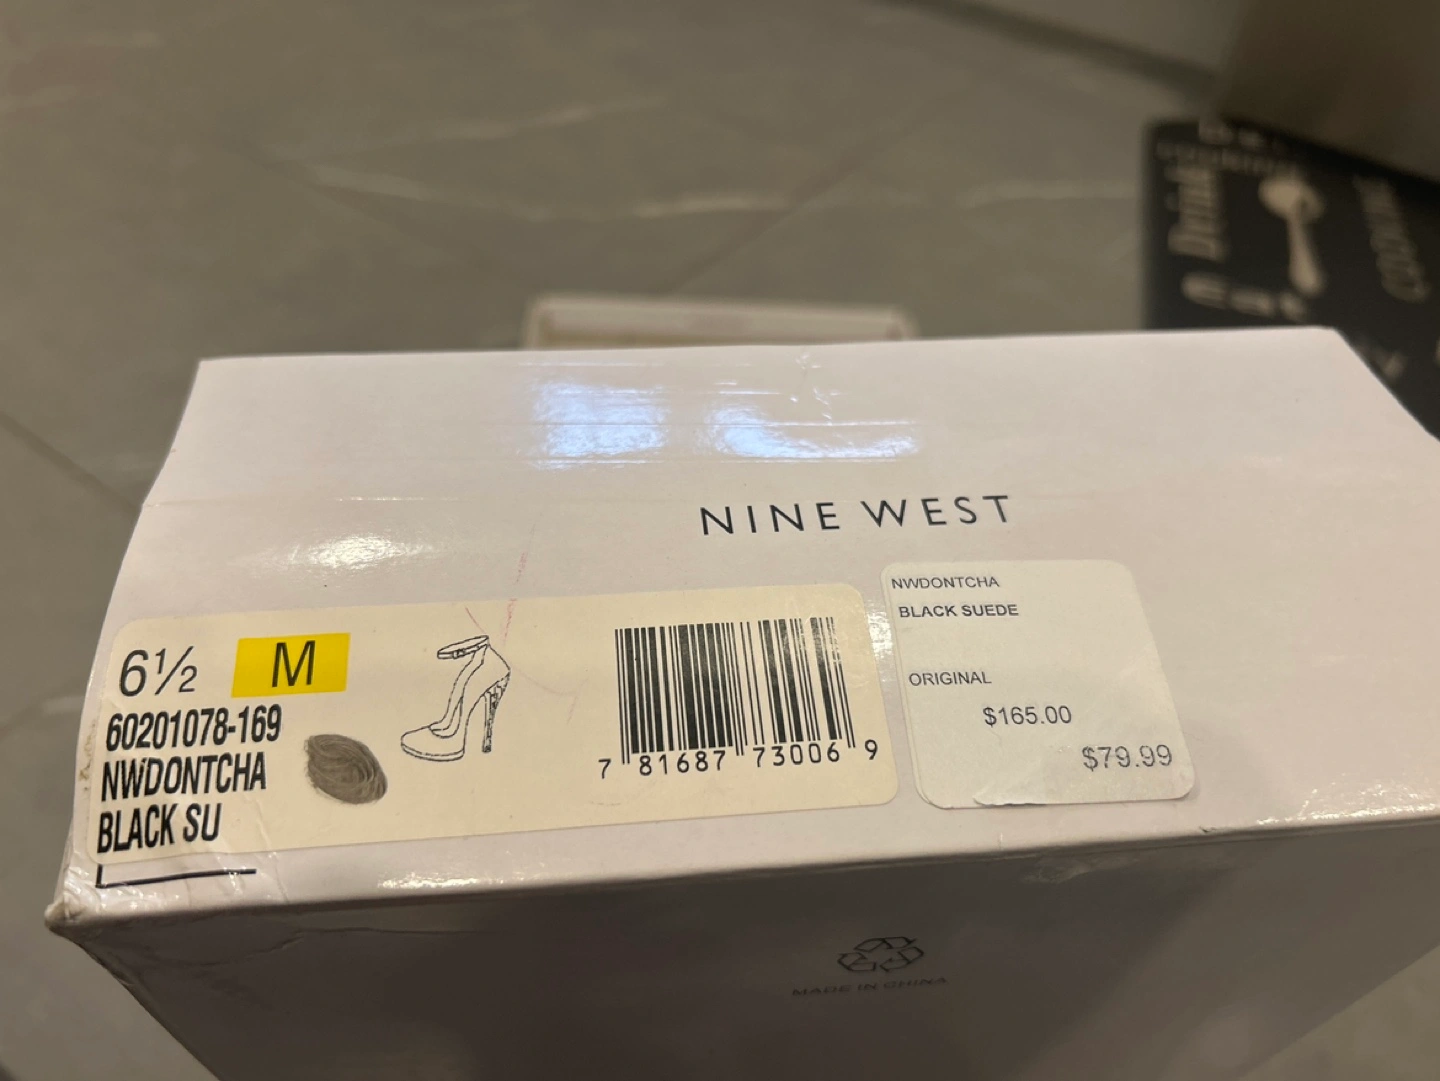 Drink
NINE WEST
6½ M
60201078-169
NWDONTCHA
BLACK SU
7 81687 73006 9
NWDONTCHA
BLACK SUEDE
ORIGINAL
$165.00
$79.99
MADE IN CHINA